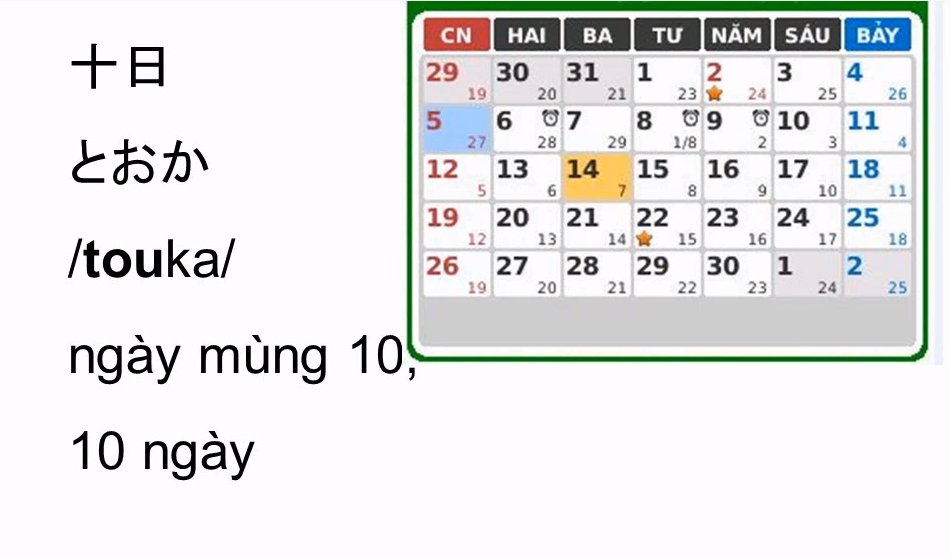 十日
とおか
/touka/
ngày mùng 10,
10 ngày
CN HAI BA TƯ NĂM SÁU BẢY
29 19 30 20 31 21 1 23 2 24 3 25 4 26
5 27 6 28 7 29 8 1/8 9 2 10 3 11 4
12 5 13 6 14 7 15 8 16 9 17 10 18 11
19 12 20 13 21 14 22 15 23 16 24 17 25 18
26 19 27 20 28 21 29 22 30 23 1 24 2 25